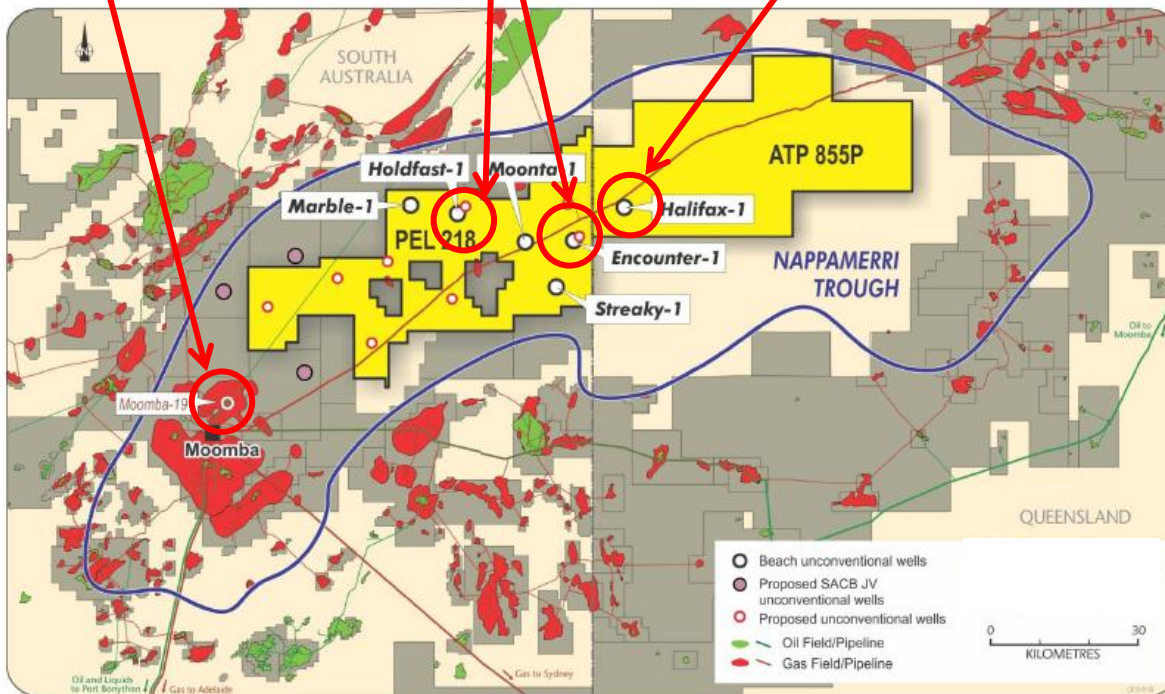 N
SOUTH
AUSTRALIA
ATP 855P
Holdfast-1
Moonta-1
Marble-1
Halifax-1
PEL 218
Encounter-1
NAPPAMERRI
TROUGH
Streaky-1
Oil to
Moomba
Moomba-19
Moomba
QUEENSLAND
Beach unconventional wells
Proposed SACB JV
unconventional wells
Proposed unconventional wells
Oil Field/Pipeline
Gas Field/Pipeline
0 30
KILOMETRES
Oil and Liquids
to Port Bonython
Gas to Adelaide
Gas to Sydney